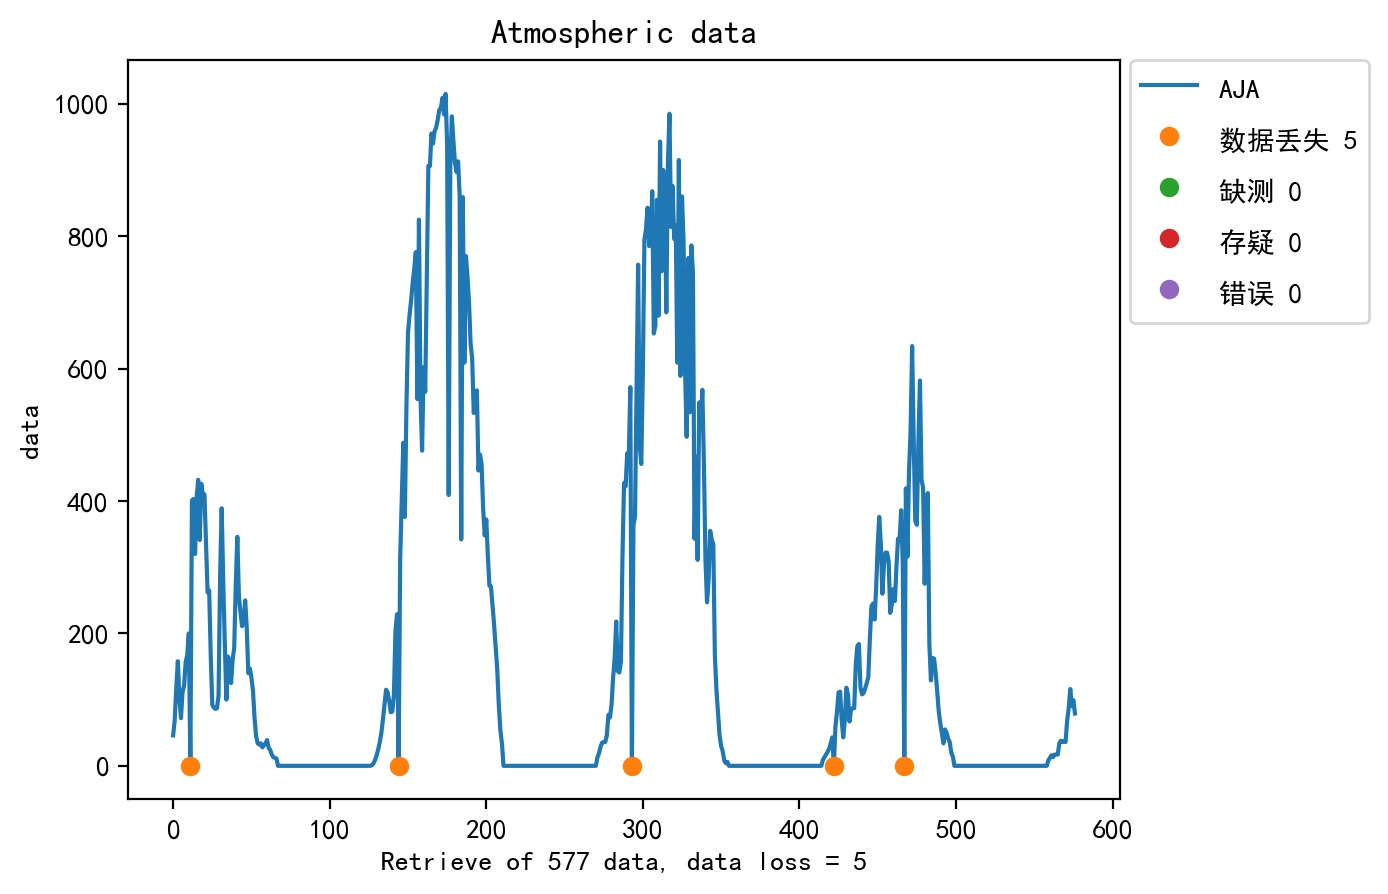 Atmospheric data
AJA
数据丢失 5
缺测 0
存疑 0
错误 0
data
1000
800
600
400
200
0
0 100 200 300 400 500 600
Retrieve of 577 data, data loss = 5